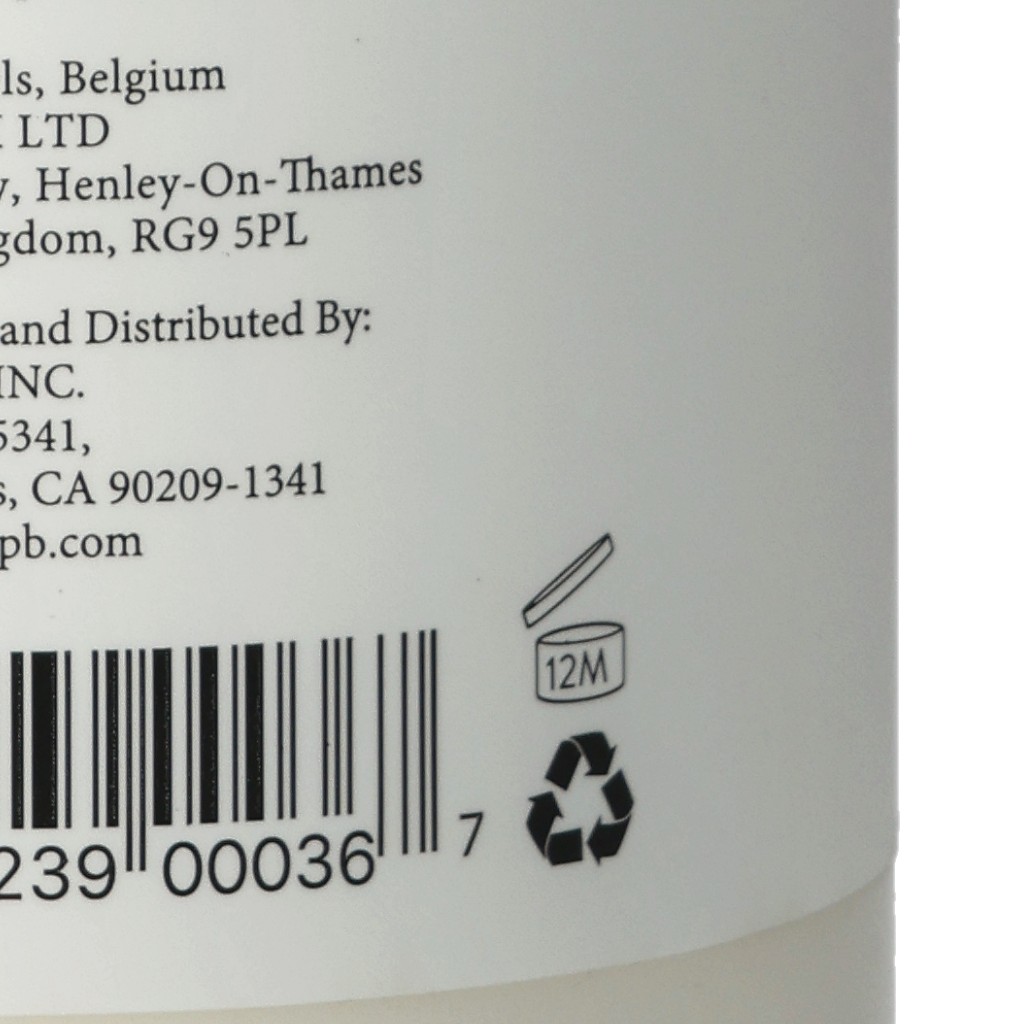 ls, Belgium
LTD
y, Henley-On-Thames
gdom, RG9 5PL
and Distributed By:
INC.
5341,
s, CA 90209-1341
pb.com
12M
239 00036 7